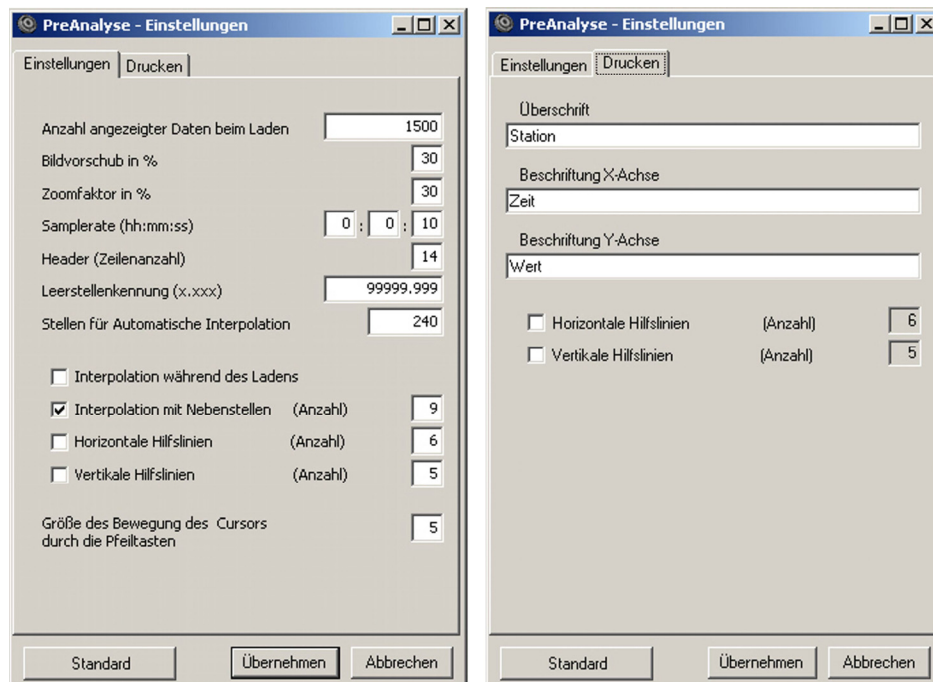 PreAnalyse - Einstellungen
Einstellungen Drucken
Anzahl angezeigter Daten beim Laden 1500
Bildvorschub in % 30
Zoomfaktor in % 30
Samplerate (hh:mm:ss) 0 : 0 : 10
Header (Zeilenanzahl) 14
Leerstellenkennung (x.xxx) 99999.999
Stellen für Automatische Interpolation 240
Interpolation während des Ladens
Interpolation mit Nebenstellen (Anzahl) 9
Horizontale Hilfslinien (Anzahl) 6
Vertikale Hilfslinien (Anzahl) 5
Größe des Bewegung des Cursors
durch die Pfeiltasten 5
Standard Übernehmen Abbrechen
PreAnalyse - Einstellungen
Einstellungen Drucken
Überschrift
Station
Beschriftung X-Achse
Zeit
Beschriftung Y-Achse
Wert
Horizontale Hilfslinien (Anzahl) 6
Vertikale Hilfslinien (Anzahl) 5
Standard Übernehmen Abbrechen